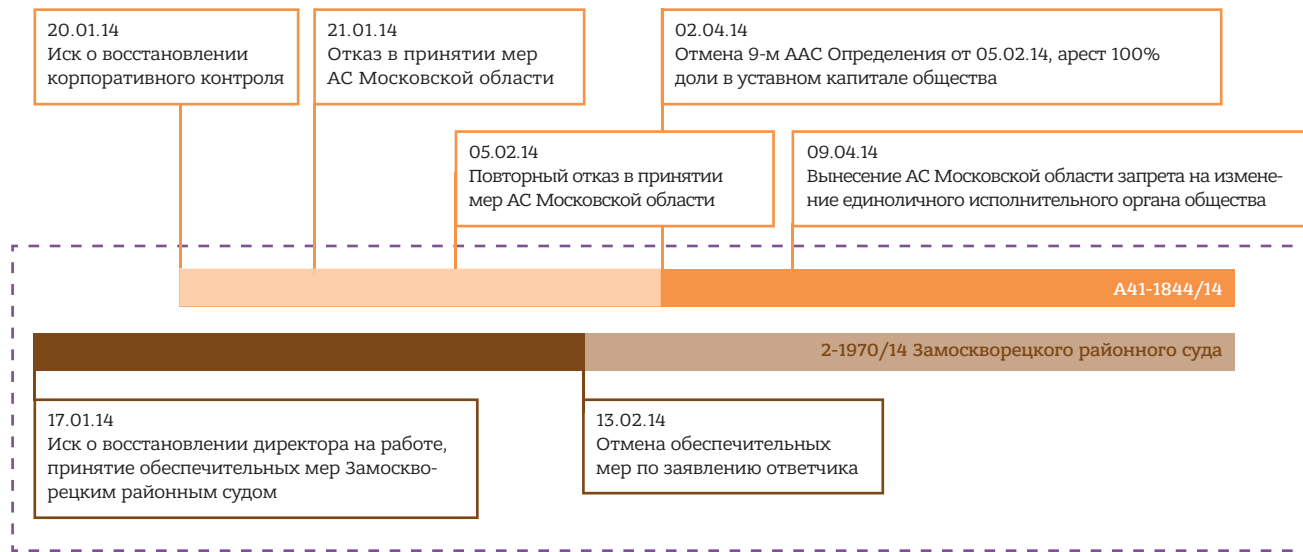 20.01.14
Иск о восстановлении
корпоративного контроля
21.01.14
Отказ в принятии мер
АС Московской области
02.04.14
Отмена 9-м ААС Определения от 05.02.14, арест 100%
доли в уставном капитале общества
05.02.14
Повторный отказ в принятии
мер АС Московской области
09.04.14
Вынесение АС Московской области запрета на измене-
ние единоличного исполнительного органа общества
А41-1844/14
2-1970/14 Замоскворецкого районного суда
17.01.14
Иск о восстановлении директора на работе,
принятие обеспечительных мер Замоскво-
рецким районным судом
13.02.14
Отмена обеспечительных
мер по заявлению ответчика